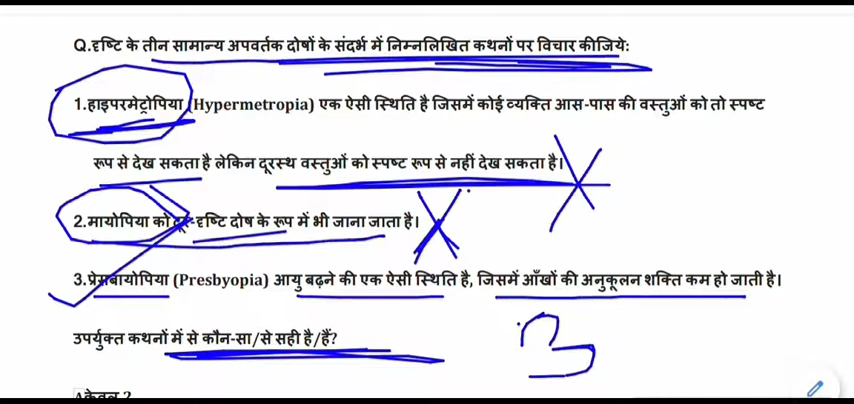 Q.दृष्टि के तीन सामान्य अपवर्तक दोषों के संदर्भ में निम्नलिखित कथनों पर विचार कीजिये:
1.हाइपरमेट्रोपिया (Hypermetropia) एक ऐसी स्थिति है जिसमें कोई व्यक्ति आस-पास की वस्तुओं को तो स्पष्ट
रूप से देख सकता है लेकिन दूरस्थ वस्तुओं को स्पष्ट रूप से नहीं देख सकता है।
2.मायोपिया को दूर-दृष्टि दोष के रूप में भी जाना जाता है।
3.प्रेसबायोपिया (Presbyopia) आयु बढ़ने की एक ऐसी स्थिति है, जिसमें आँखों की अनुकूलन शक्ति कम हो जाती है।
उपर्युक्त कथनों में से कौन-सा/से सही है/हैं?
3